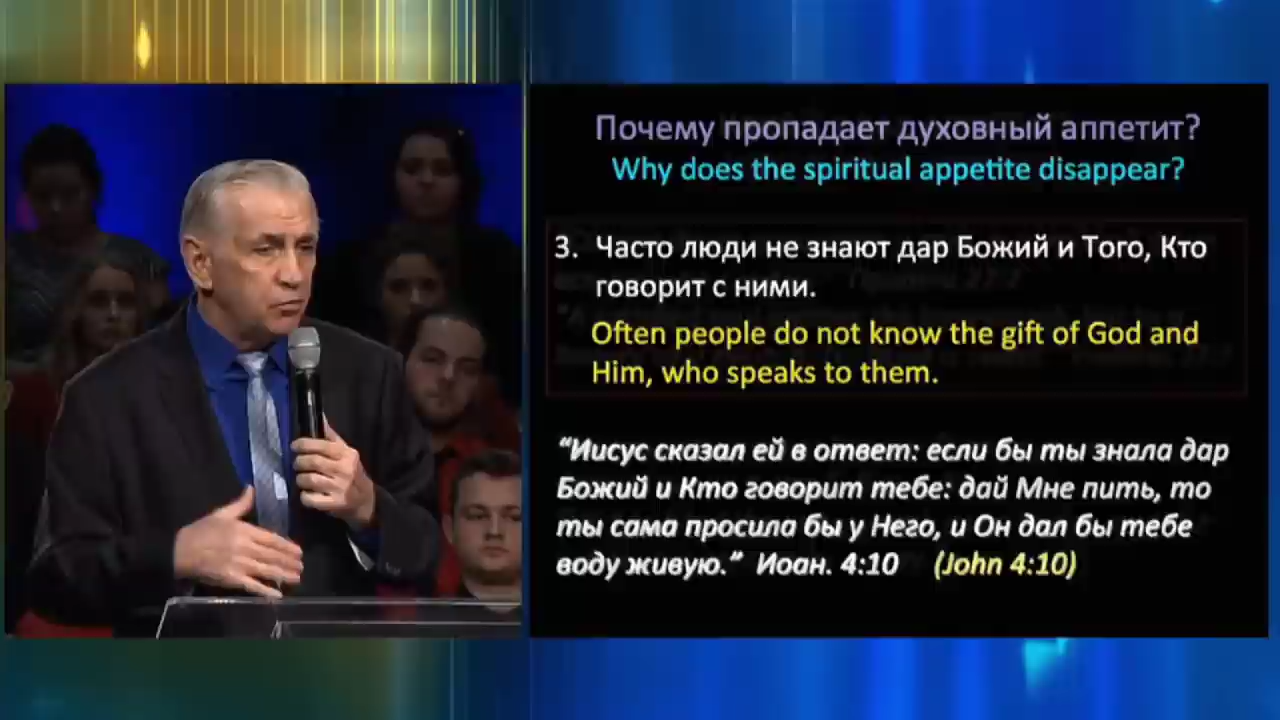 Почему пропадает духовный аппетит?
Why does the spiritual appetite disappear?
3. Часто люди не знают дар Божий и Того, Кто
говорит с ними.
Often people do not know the gift of God and
Him, who speaks to them.
“Иисус сказал ей в ответ: если бы ты знала дар
Божий и Кто говорит тебе: дай Мне пить, то
ты сама просила бы у Него, и Он дал бы тебе
воду живую.” Иоан. 4:10 (John 4:10)